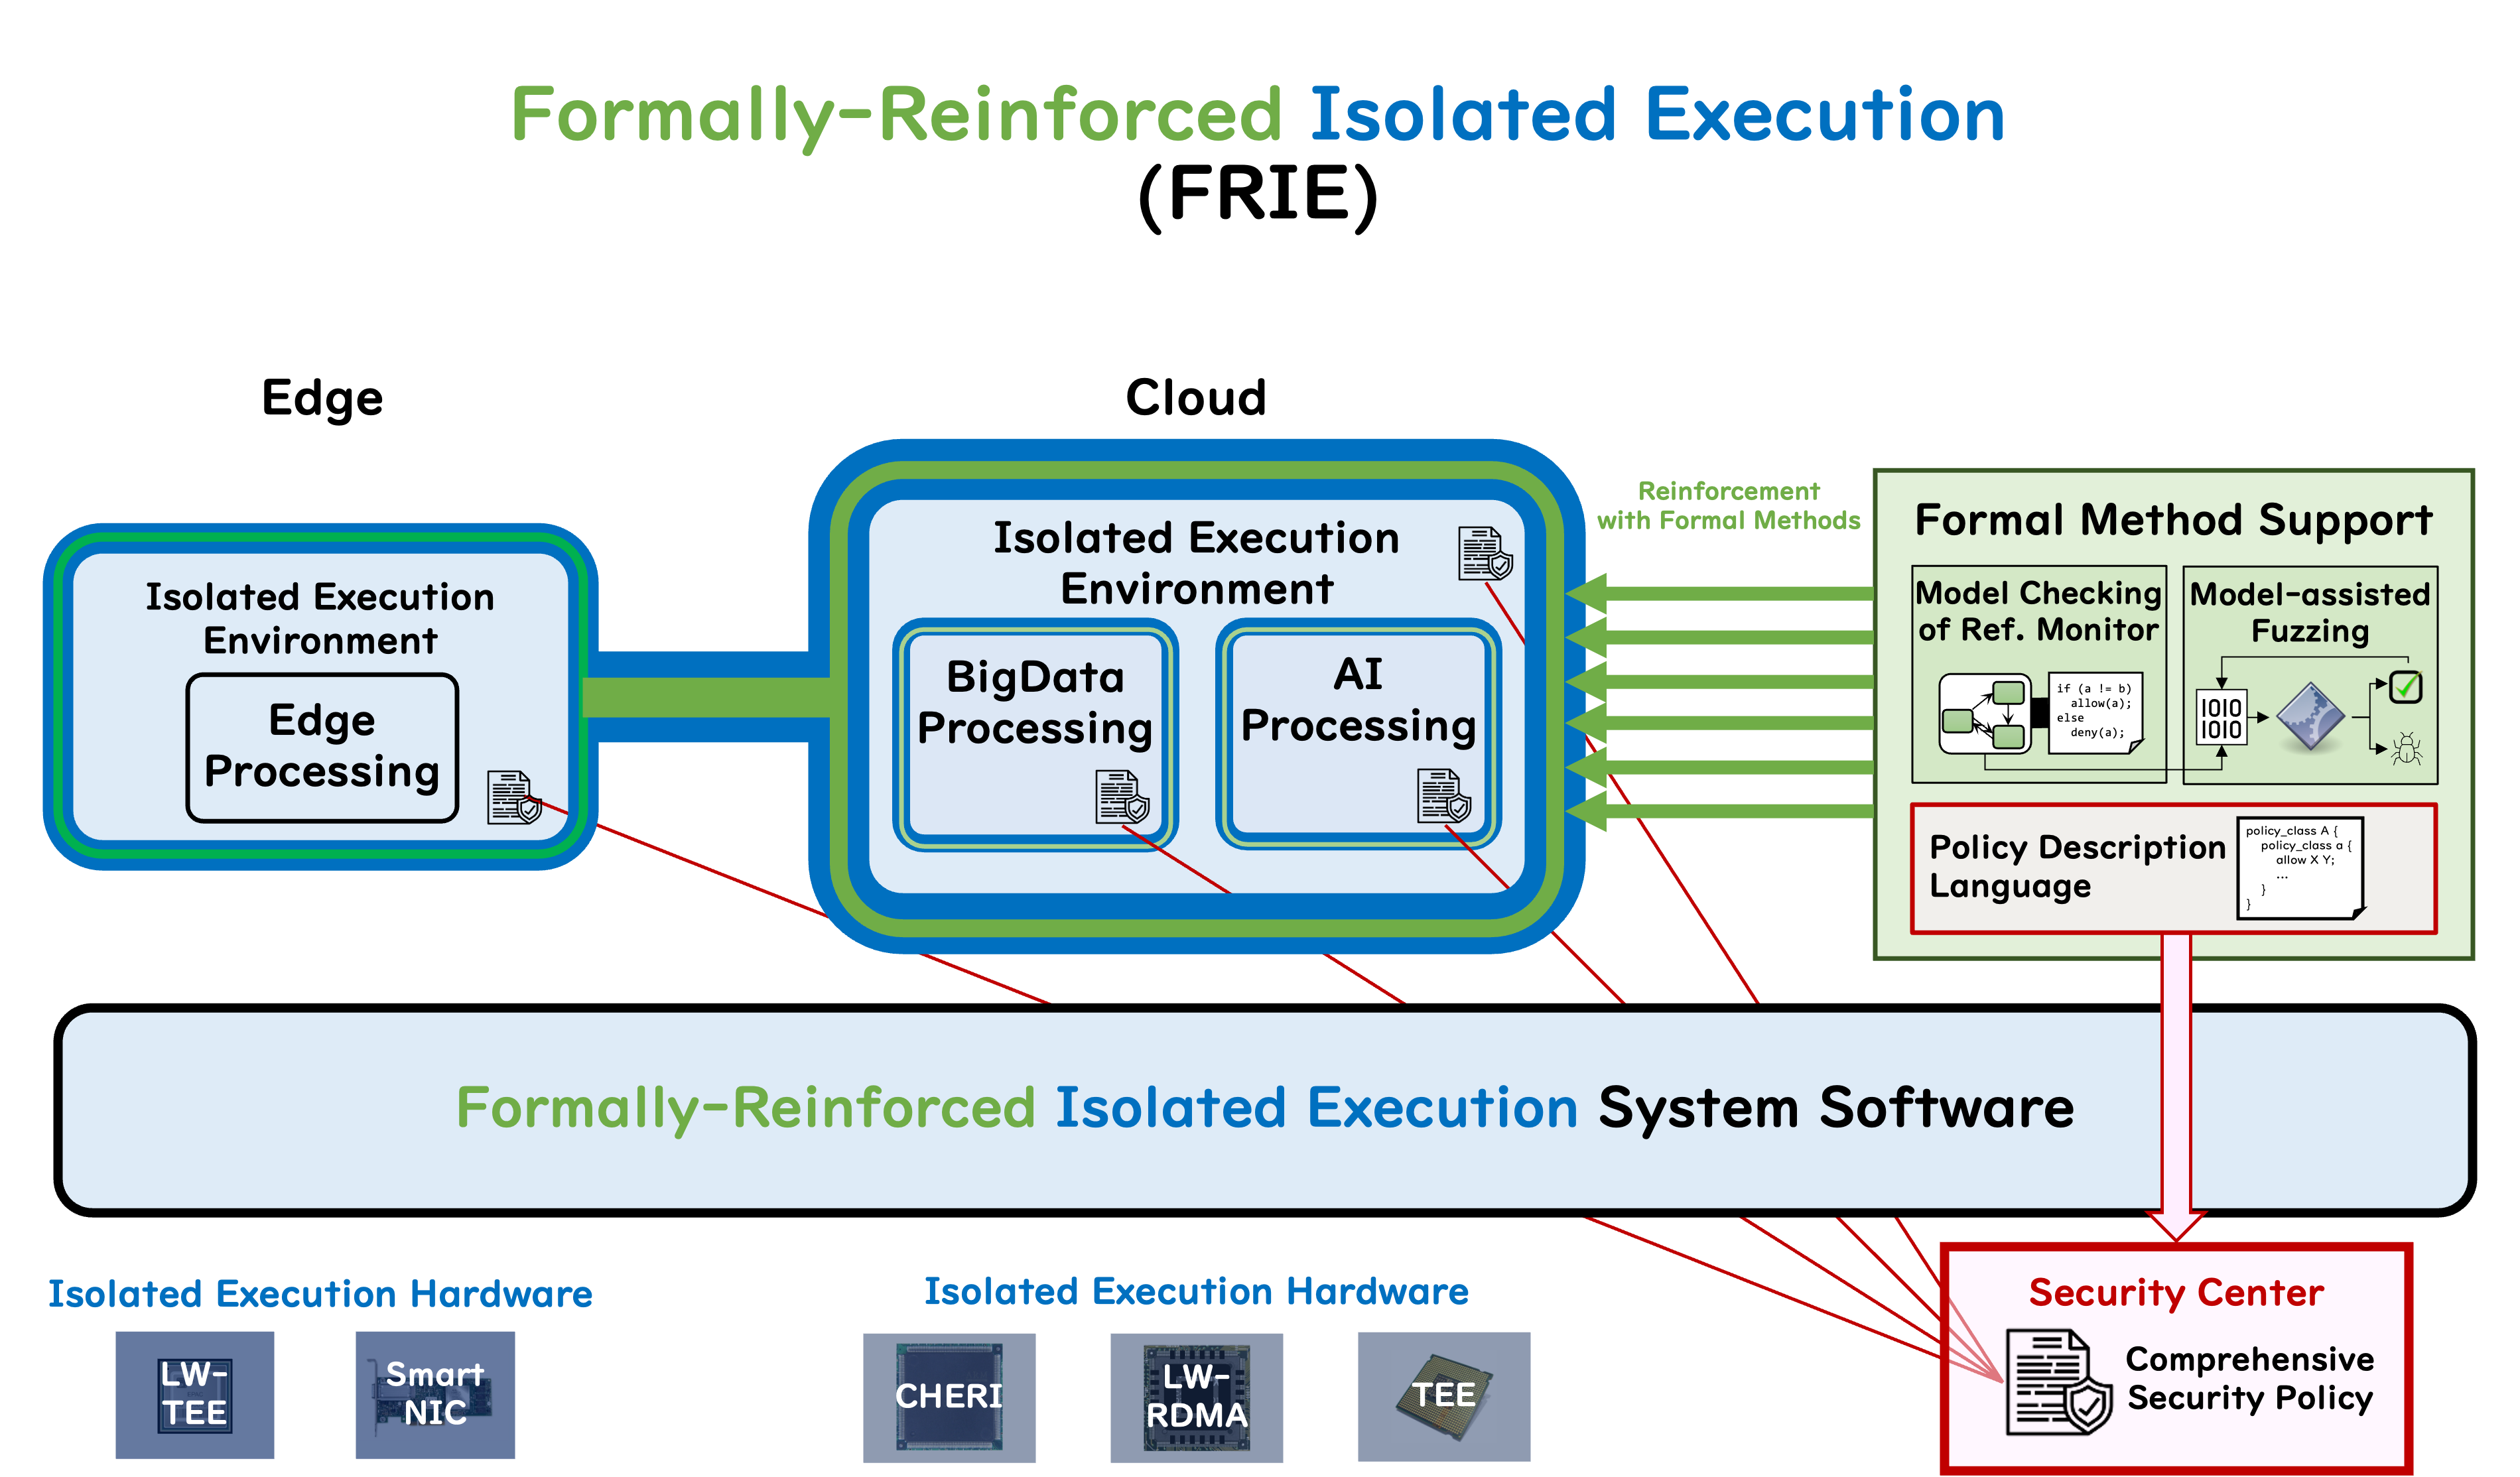 Formally-Reinforced Isolated Execution
(FRIE)
Edge
Cloud
Isolated Execution
Environment
Edge
Processing
Isolated Execution
Environment
BigData
Processing
AI
Processing
Reinforcement
with Formal Methods
Formal Method Support
Model Checking
of Ref. Monitor
if (a != b)
allow(a);
else
deny(a);
Model-assisted
Fuzzing
1010
1010
Policy Description
Language
policy_class A {
policy_class a {
allow X Y;
...
}
}
Formally-Reinforced Isolated Execution System Software
Isolated Execution Hardware
LW-
TEE
Smart
NIC
Isolated Execution Hardware
CHERI
LW-
RDMA
TEE
Security Center
Comprehensive
Security Policy